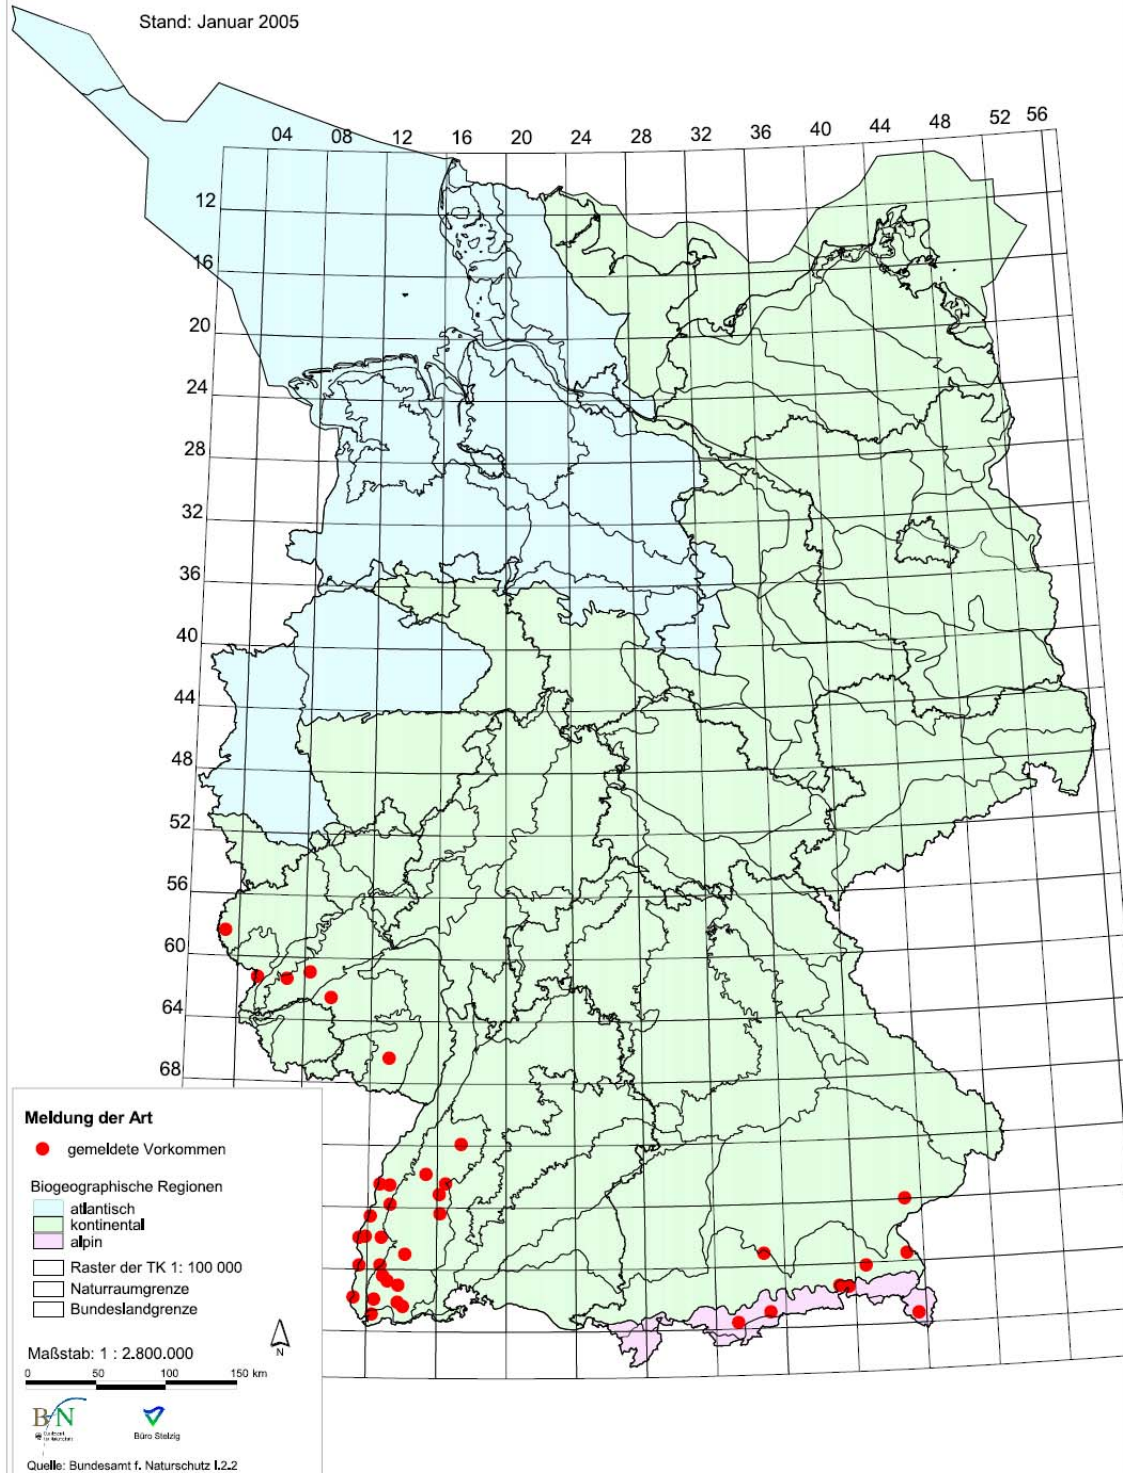 Stand: Januar 2005
04 08 12 16 20 24 28 32 36 40 44 48 52 56
12
16
20
24
28
32
36
40
44
48
52
56
60
64
68
Meldung der Art
gemeldete Vorkommen
Biogeographische Regionen
atlantisch
kontinental
alpin
Raster der TK 1: 100 000
Naturraumgrenze
Bundeslandgrenze
N
Maßstab: 1 : 2.800.000
0 50 100 150 km
BfN
Büro Stelzig
Quelle: Bundesamt f. Naturschutz I.2.2